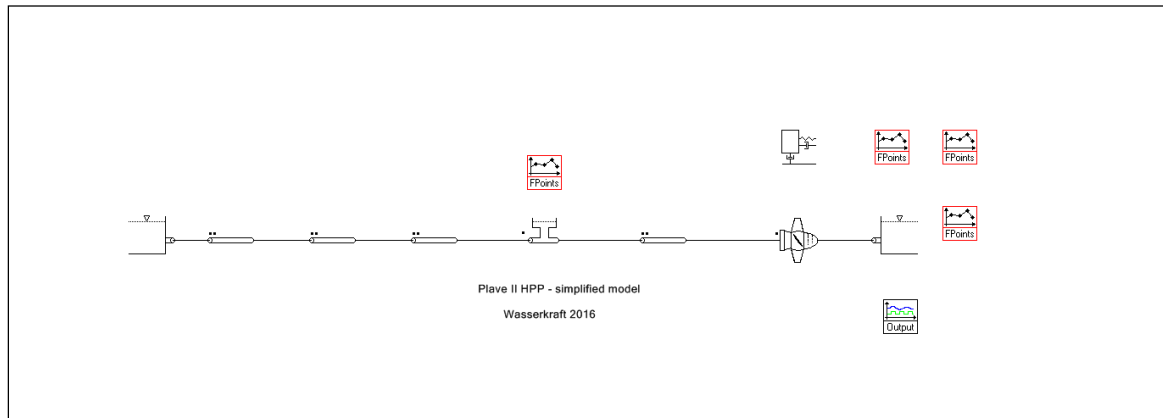 FPoints
FPoints
FPoints
FPoints
Plave II HPP - simplified model
Wasserkraft 2016
Output